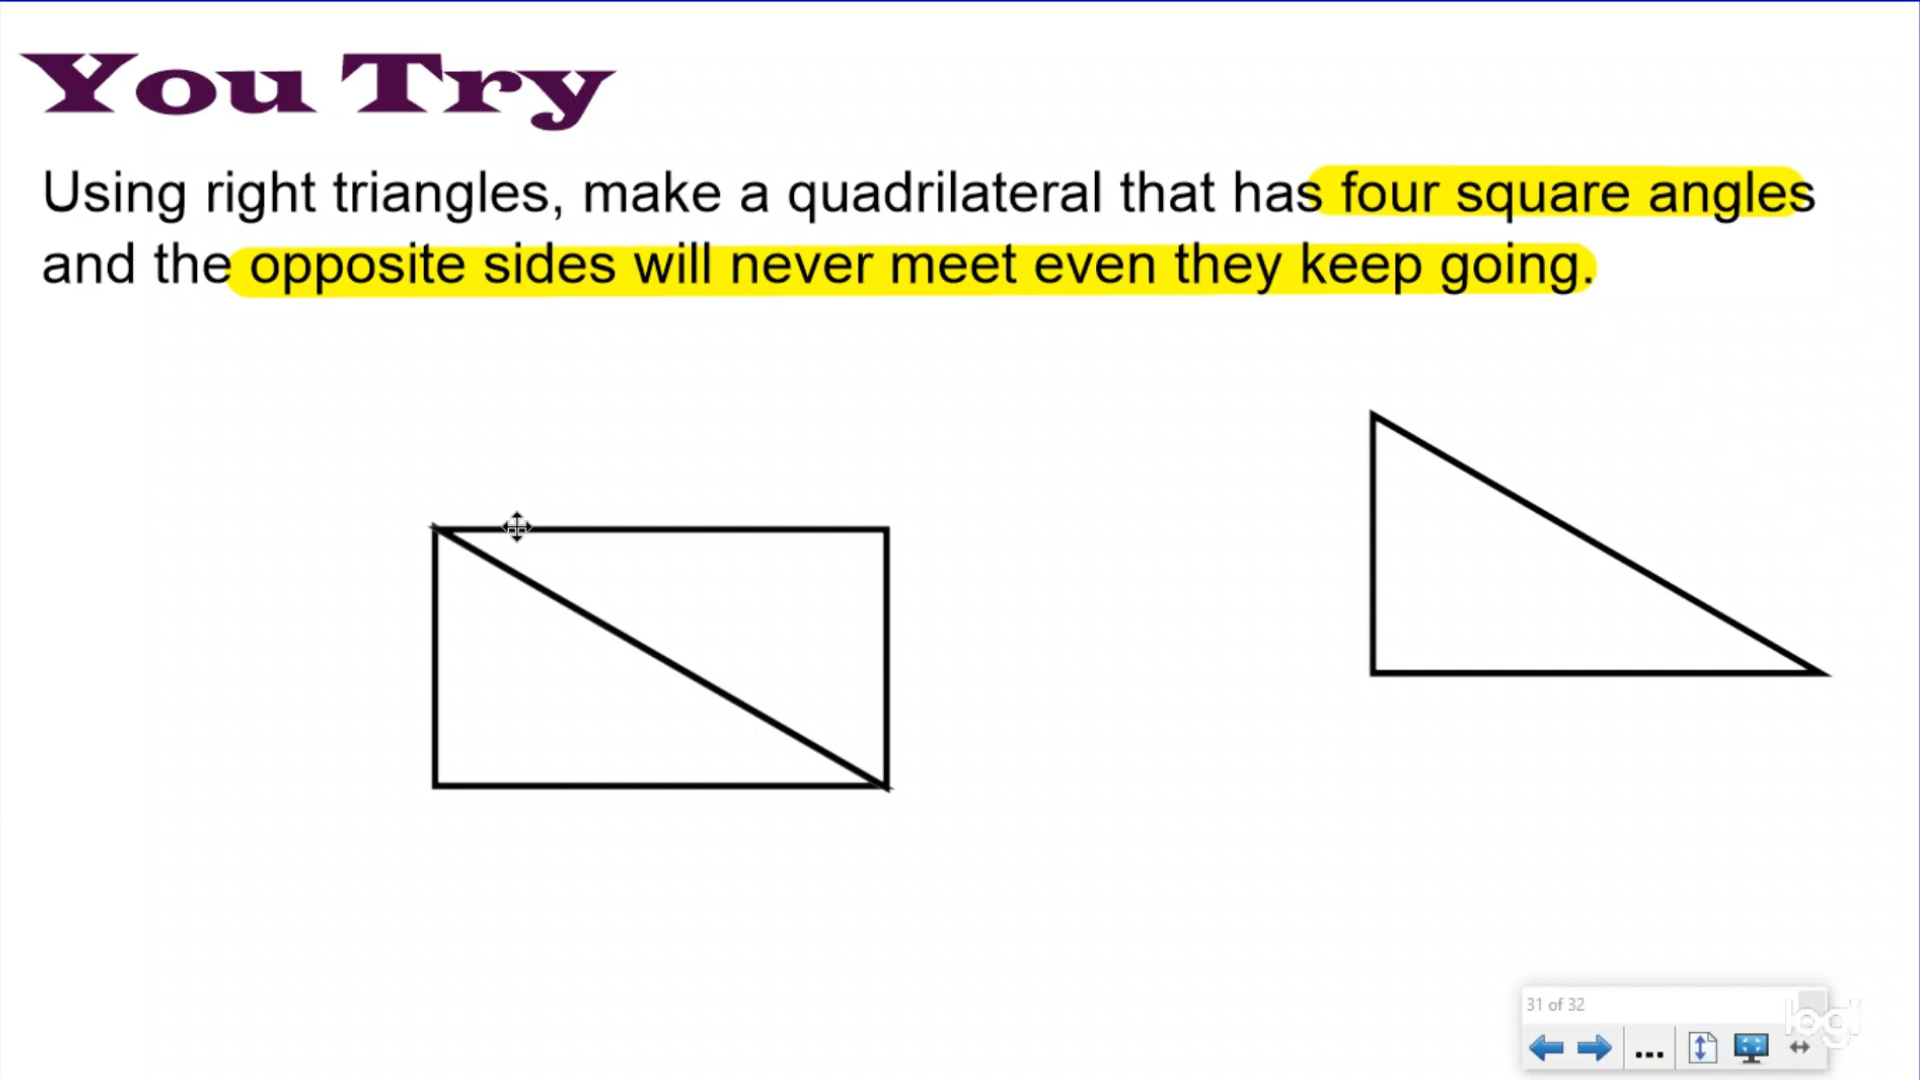 You Try
Using right triangles, make a quadrilateral that has four square angles
and the opposite sides will never meet even they keep going.
31 of 32
logi